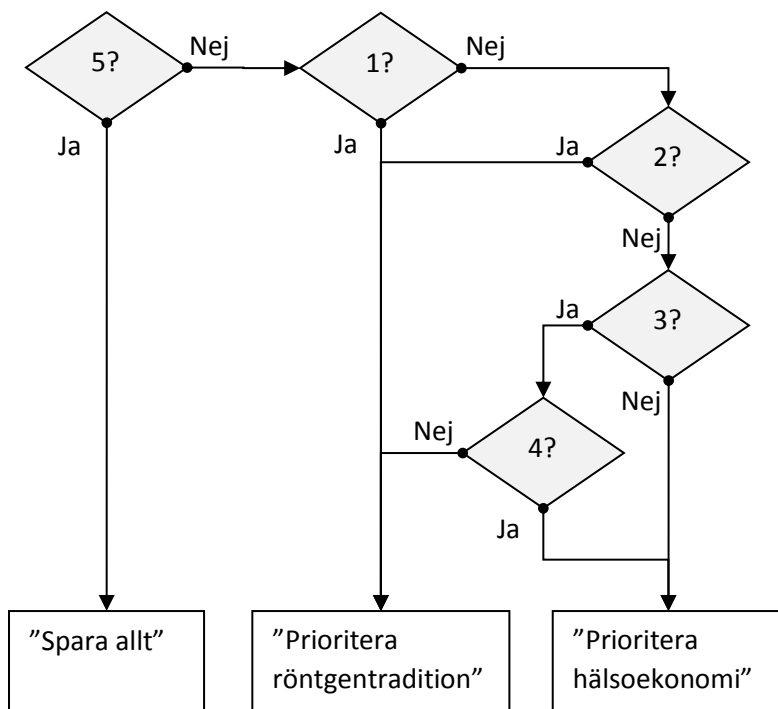 5?
Nej
1?
Nej
Ja
Ja
Ja
2?
Nej
Ja
3?
Nej
Nej
4?
Ja
”Spara allt”
”Prioritera
röntgentradition”
”Prioritera
hälsoekonomi”